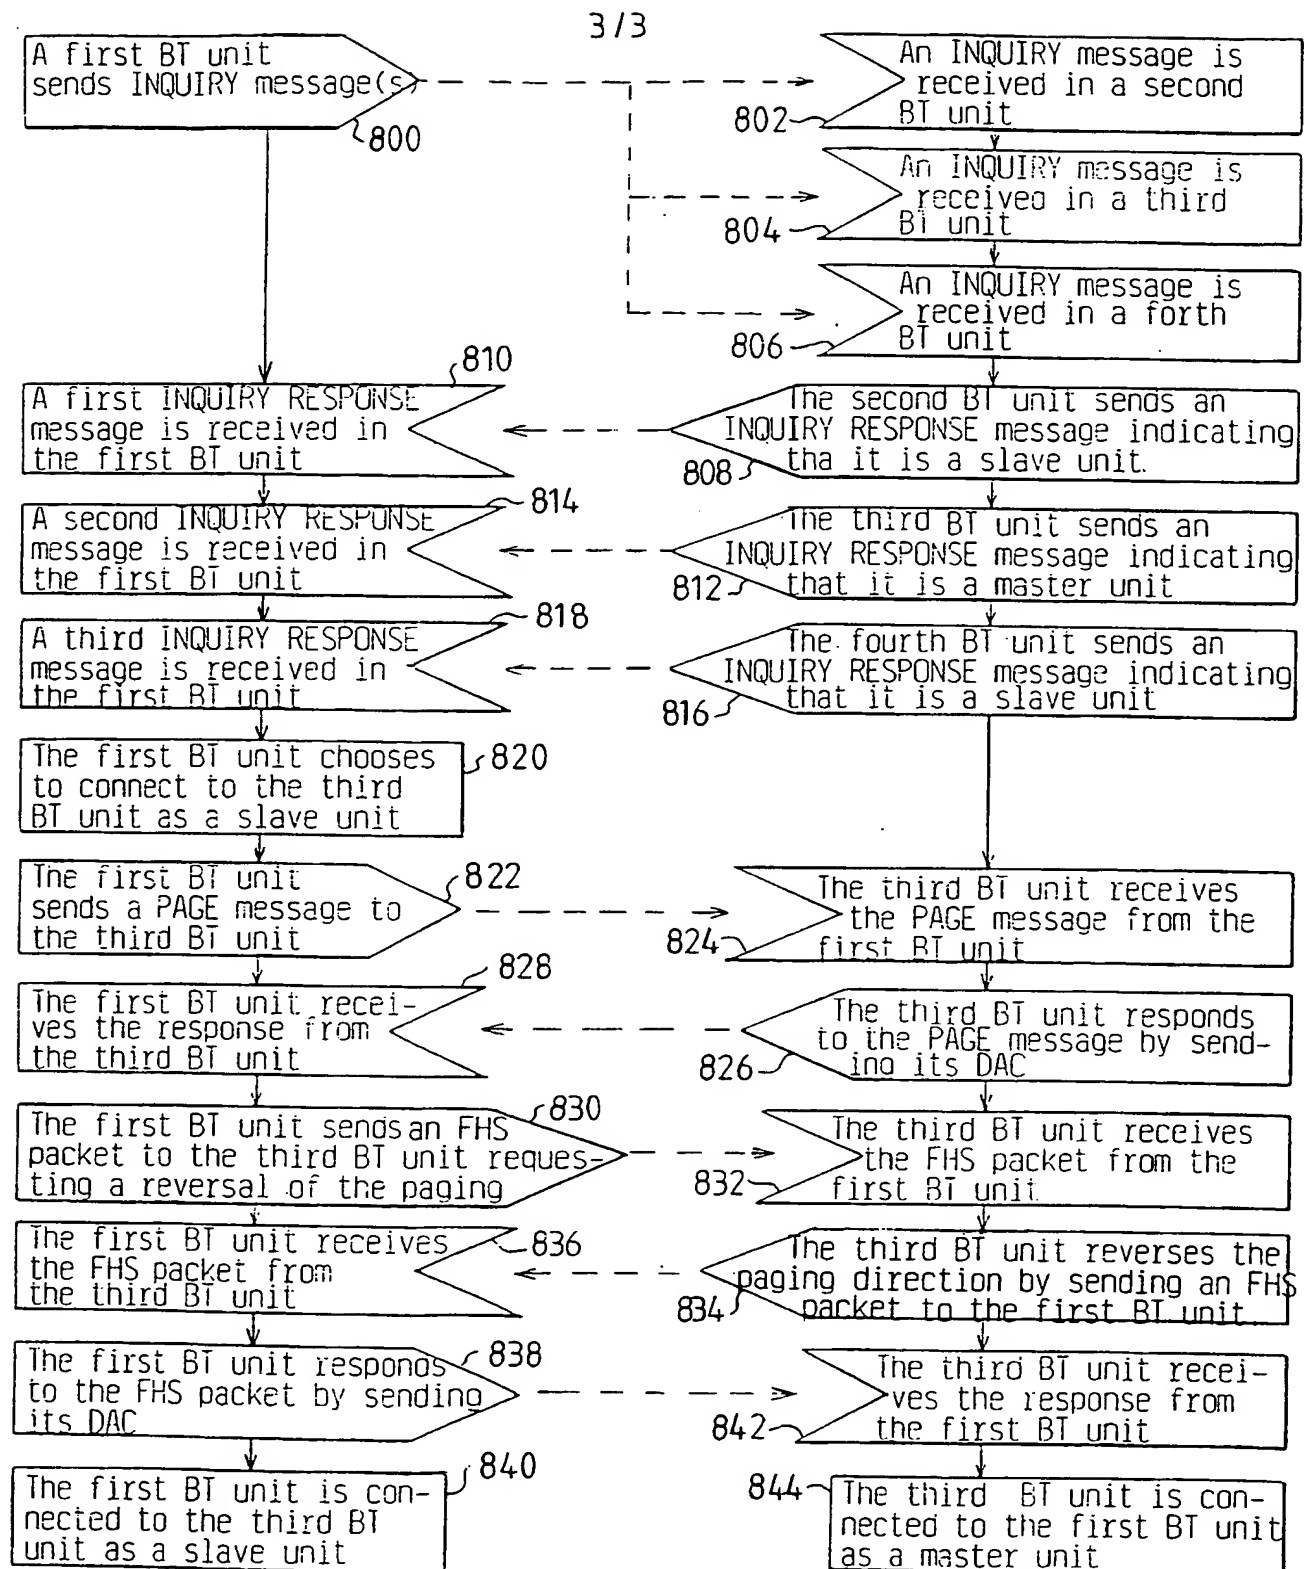 3/3
A first BT unit
sends INQUIRY message(s)
800
An INQUIRY message is
received in a second
BT unit
802
An INQUIRY message is
received in a third
BT unit
804
An INQUIRY message is
received in a forth
BT unit
806
810
A first INQUIRY RESPONSE
message is received in
the first BT unit
The second BT unit sends an
INQUIRY RESPONSE message indicating
tha it is a slave unit.
808
814
A second INQUIRY RESPONSE
message is received in
the first BT unit
The third BT unit sends an
INQUIRY RESPONSE message indicating
that it is a master unit
812
818
A third INQUIRY RESPONSE
message is received in
the first BT unit
The fourth BT unit sends an
INQUIRY RESPONSE message indicating
that it is a slave unit
816
The first BT unit chooses
to connect to the third
BT unit as a slave unit
820
The first BT unit
sends a PAGE message to
the third BT unit
822
The third BT unit receives
the PAGE message from the
first BT unit
824
828
The first BT unit recei-
ves the response from
the third BT unit
The third BT unit responds
to the PAGE message by send-
ing its DAC
826
830
The first BT unit sends an FHS
packet to the third BT unit reques-
ting a reversal of the paging
The third BT unit receives
the FHS packet from the
first BT unit
832
The first BT unit receives
the FHS packet from
the third BT unit
836
The third BT unit reverses the
paging direction by sending an FHS
packet to the first BT unit
834
The first BT unit responds
to the FHS packet by sending
its DAC
838
The third BT unit recei-
ves the response from
the first BT unit
842
840
The first BT unit is con-
nected to the third BT
unit as a slave unit
844
The third BT unit is con-
nected to the first BT unit
as a master unit